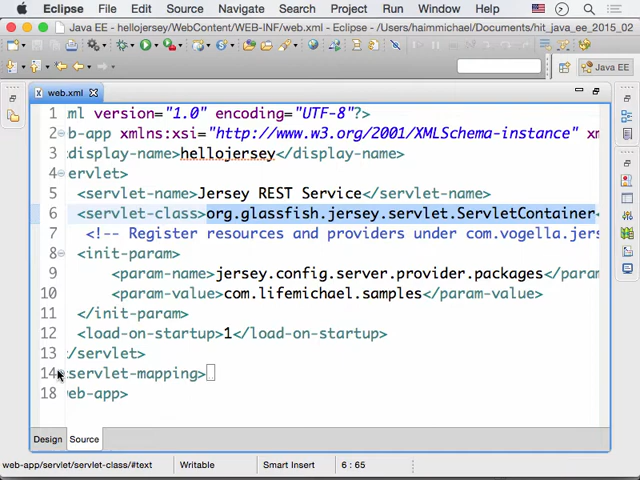 Eclipse File Edit Source Navigate Search Project Run Window Help
Java EE - hellojersey/WebContent/WEB-INF/web.xml - Eclipse - /Users/haimmichael/Documents/hit_java_ee_2015_02
Java EE
web.xml
1 ml version="1.0" encoding="UTF-8"?>
2 b-app xmlns:xsi="http://www.w3.org/2001/XMLSchema-instance" xm
3 display-name>hellojersey</display-name>
4 ervlet>
5 <servlet-name>Jersey REST Service</servlet-name>
6 <servlet-class>org.glassfish.jersey.servlet.ServletContainer<
7 <!-- Register resources and providers under com.vogella.jers
8 <init-param>
9 <param-name>jersey.config.server.provider.packages</param
10 <param-value>com.lifemichael.samples</param-value>
11 </init-param>
12 <load-on-startup>1</load-on-startup>
13 /servlet>
14 servlet-mapping>
18 eb-app>
Design Source
web-app/servlet/servlet-class/#text Writable Smart Insert 6 : 65